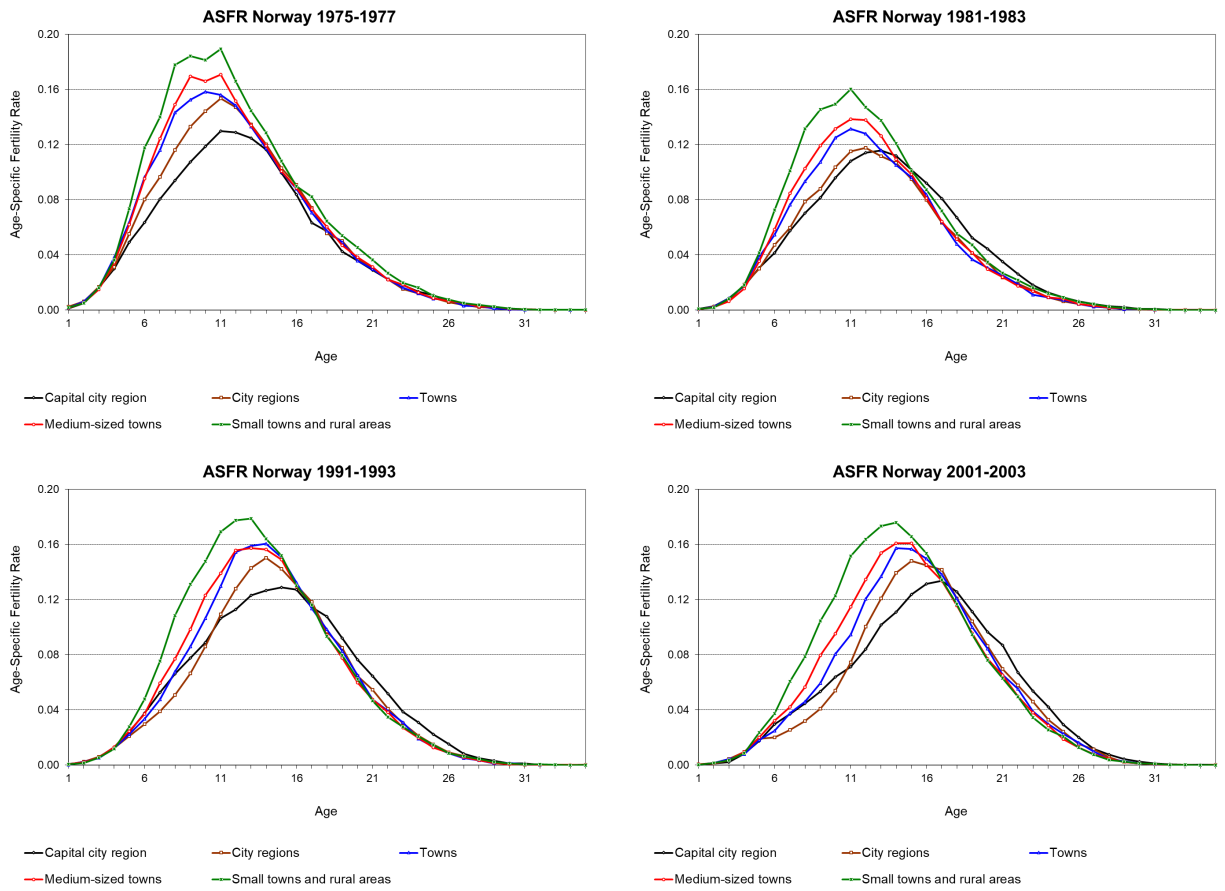 ASFR Norway 1975-1977
Age-Specific Fertility Rate
0.20
0.16
0.12
0.08
0.04
0.00
1 6 11 16 21 26 31
Age
Capital city region City regions Towns
Medium-sized towns Small towns and rural areas
ASFR Norway 1981-1983
Age-Specific Fertility Rate
0.20
0.16
0.12
0.08
0.04
0.00
1 6 11 16 21 26 31
Age
Capital city region City regions Towns
Medium-sized towns Small towns and rural areas
ASFR Norway 1991-1993
Age-Specific Fertility Rate
0.20
0.16
0.12
0.08
0.04
0.00
1 6 11 16 21 26 31
Age
Capital city region City regions Towns
Medium-sized towns Small towns and rural areas
ASFR Norway 2001-2003
Age-Specific Fertility Rate
0.20
0.16
0.12
0.08
0.04
0.00
1 6 11 16 21 26 31
Age
Capital city region City regions Towns
Medium-sized towns Small towns and rural areas